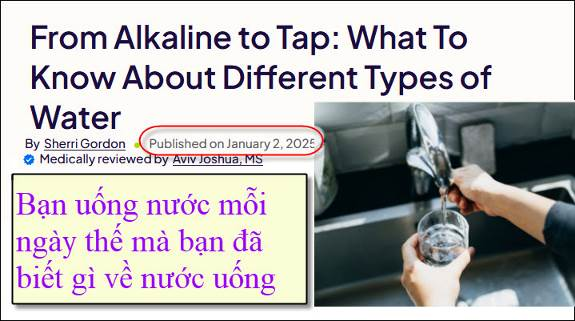 From Alkaline to Tap: What To
Know About Different Types of
Water
By Sherri Gordon Published on January 2, 2025
Medically reviewed by Aviv Joshua, MS
Bạn uống nước mỗi
ngày thế mà bạn đã
biết gì về nước uống